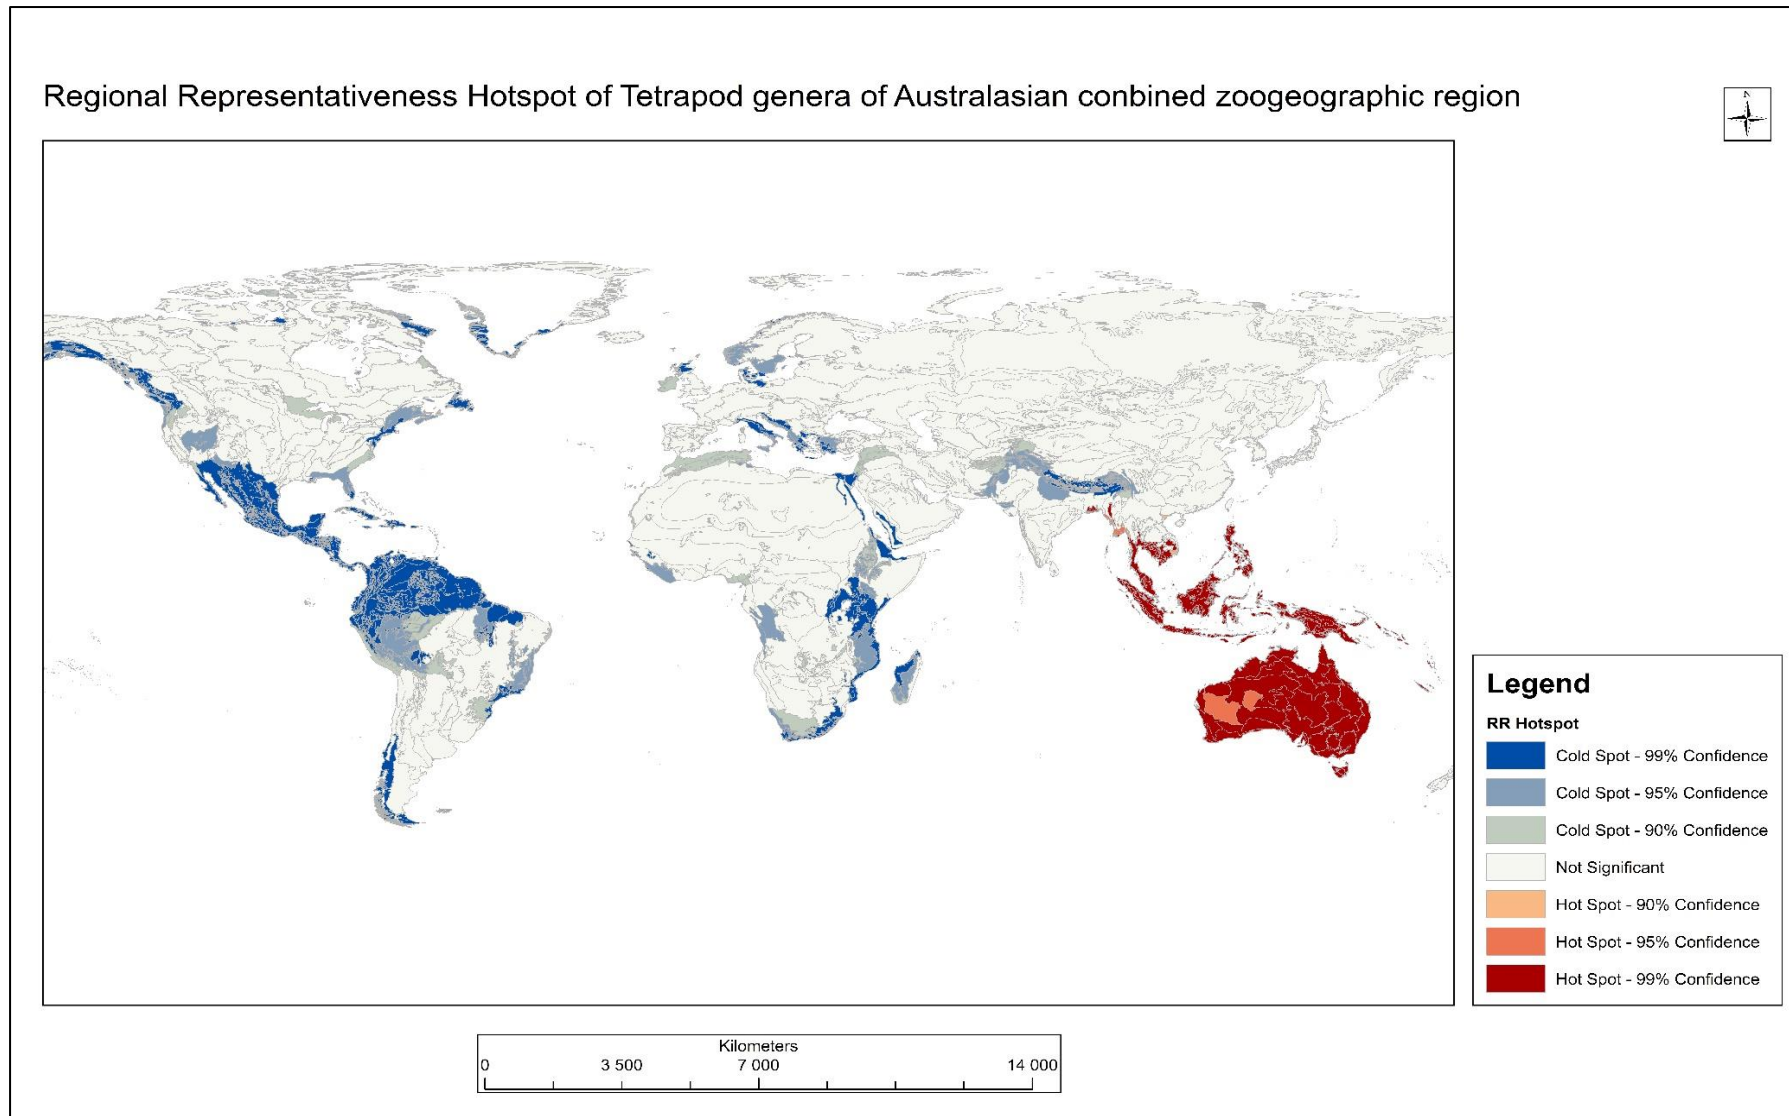 Regional Representativeness Hotspot of Tetrapod genera of Australasian conbined zoogeographic region
N
Legend
RR Hotspot
Cold Spot - 99% Confidence
Cold Spot - 95% Confidence
Cold Spot - 90% Confidence
Not Significant
Hot Spot - 90% Confidence
Hot Spot - 95% Confidence
Hot Spot - 99% Confidence
Kilometers
0 3 500 7 000 14 000